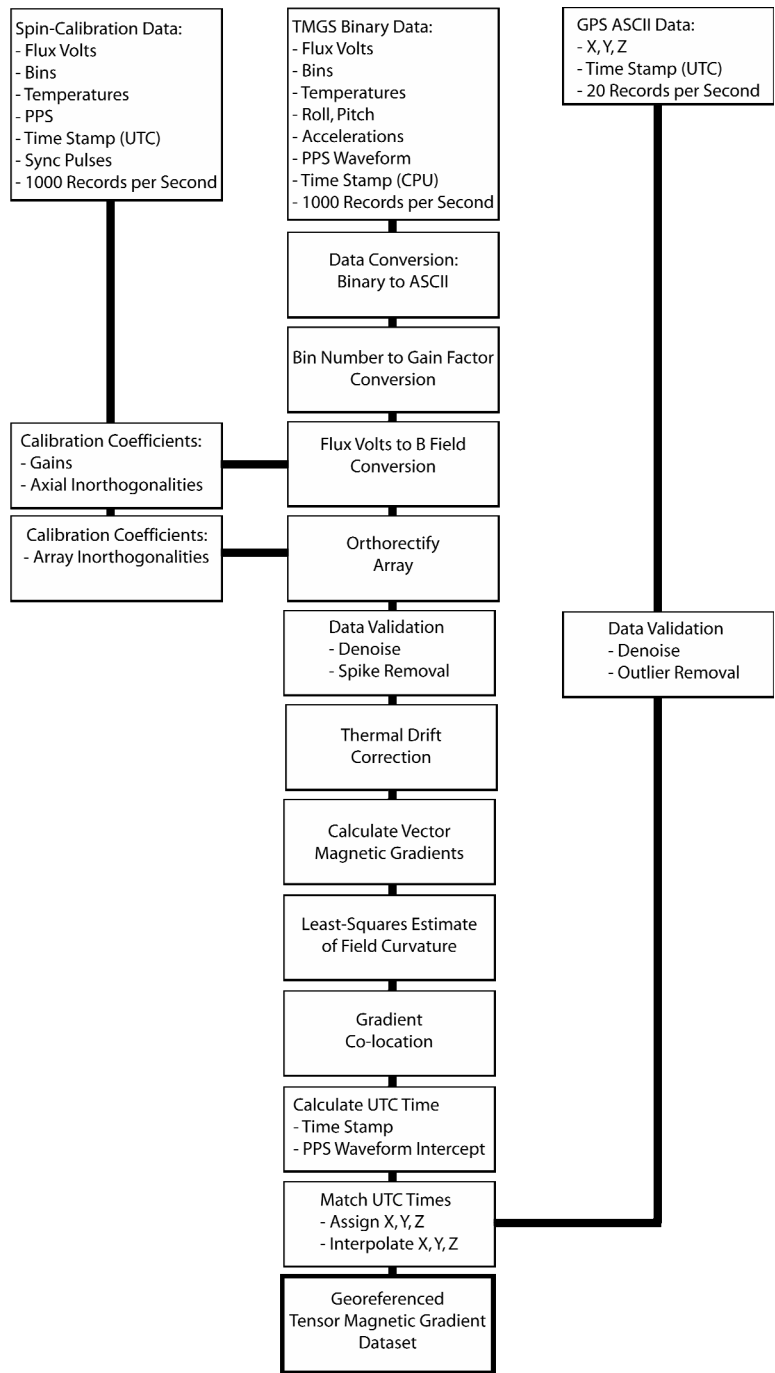 Spin-Calibration Data:
- Flux Volts
- Bins
- Temperatures
- PPS
- Time Stamp (UTC)
- Sync Pulses
- 1000 Records per Second
TMGS Binary Data:
- Flux Volts
- Bins
- Temperatures
- Roll, Pitch
- Accelerations
- PPS Waveform
- Time Stamp (CPU)
- 1000 Records per Second
GPS ASCII Data:
- X, Y, Z
- Time Stamp (UTC)
- 20 Records per Second
Data Conversion:
Binary to ASCII
Bin Number to Gain Factor
Conversion
Calibration Coefficients:
- Gains
- Axial Inorthogonalities
Flux Volts to B Field
Conversion
Calibration Coefficients:
- Array Inorthogonalities
Orthorectify
Array
Data Validation
- Denoise
- Spike Removal
Data Validation
- Denoise
- Outlier Removal
Thermal Drift
Correction
Calculate Vector
Magnetic Gradients
Least-Squares Estimate
of Field Curvature
Gradient
Co-location
Calculate UTC Time
- Time Stamp
- PPS Waveform Intercept
Match UTC Times
- Assign X, Y, Z
- Interpolate X, Y, Z
Georeferenced
Tensor Magnetic Gradient
Dataset